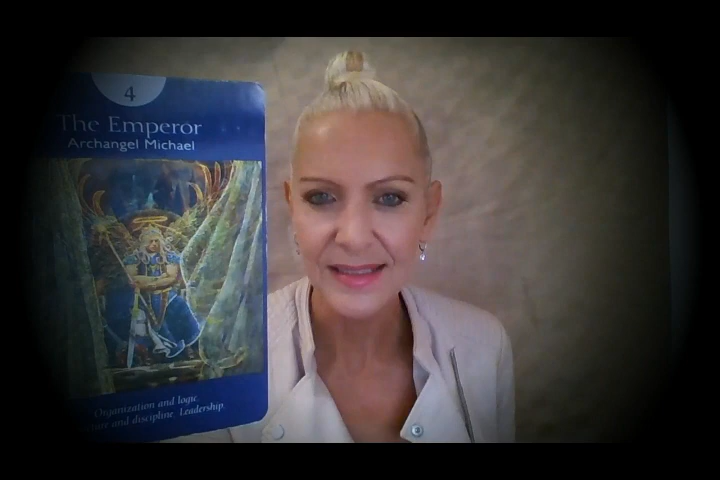 4
The Emperor
Archangel Michael
Organization and logic.
and discipline. Leadership.